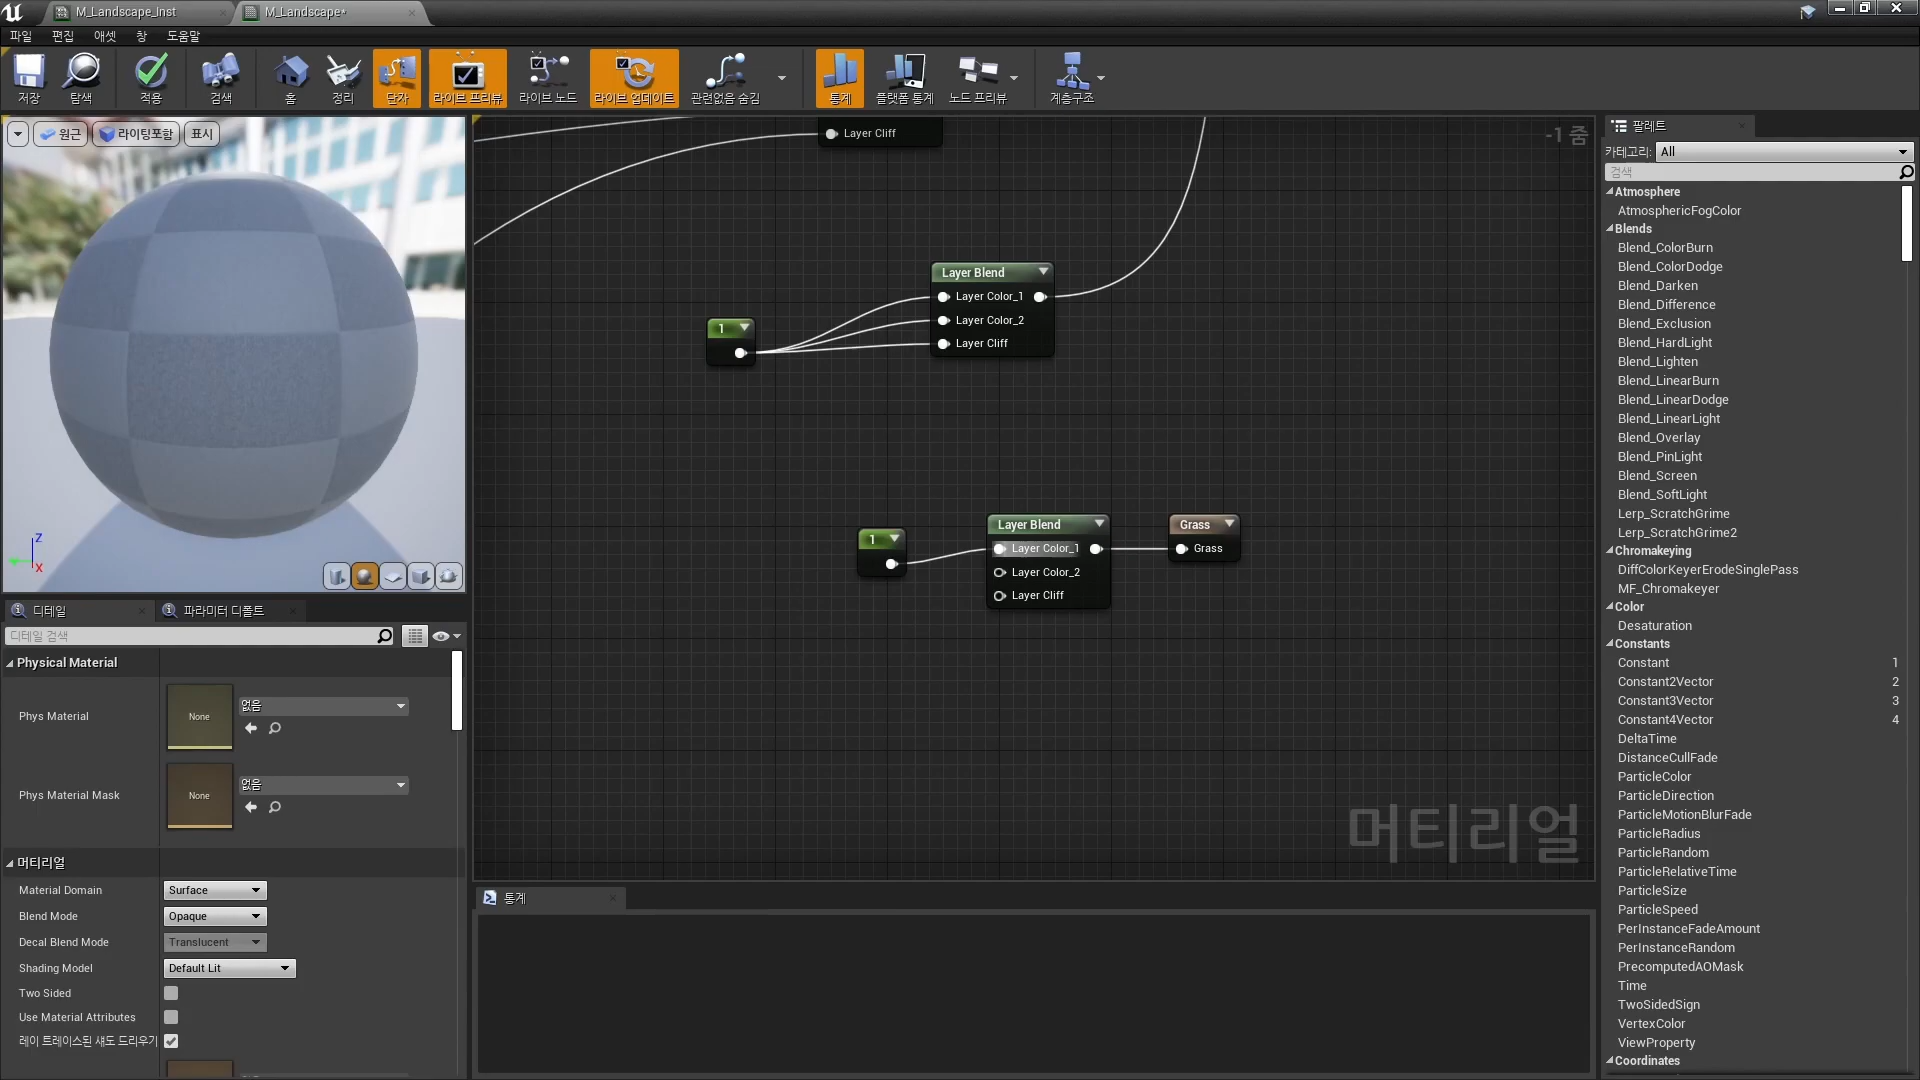 M_Landscape_Inst
M_Landscape*
파일 편집 애셋 창 도움말
저장
탐색
적용
검색
홈
정리
단자
라이브 프리뷰
라이브 노드
라이브 업데이트
관련없음 숨김
통계
플랫폼 통계
노드 프리뷰
계층구조
원근
라이팅포함
표시
Z
X
Layer Cliff
-1 줌
Layer Blend
Layer Color_1
Layer Color_2
Layer Cliff
1
1
Layer Blend
Layer Color_1
Layer Color_2
Layer Cliff
Grass
Grass
머티리얼
통계
디테일
파라미터 디폴트
디테일 검색
Physical Material
Phys Material
None
없음
Phys Material Mask
None
없음
머티리얼
Material Domain Surface
Blend Mode Opaque
Decal Blend Mode Translucent
Shading Model Default Lit
Two Sided
Use Material Attributes
레이 트레이스된 섀도 드리우기
팔레트
카테고리: All
검색
Atmosphere
AtmosphericFogColor
Blends
Blend_ColorBurn
Blend_ColorDodge
Blend_Darken
Blend_Difference
Blend_Exclusion
Blend_HardLight
Blend_Lighten
Blend_LinearBurn
Blend_LinearDodge
Blend_LinearLight
Blend_Overlay
Blend_PinLight
Blend_Screen
Blend_SoftLight
Lerp_ScratchGrime
Lerp_ScratchGrime2
Chromakeying
DiffColorKeyerErodeSinglePass
MF_Chromakeyer
Color
Desaturation
Constants
Constant 1
Constant2Vector 2
Constant3Vector 3
Constant4Vector 4
DeltaTime
DistanceCullFade
ParticleColor
ParticleDirection
ParticleMotionBlurFade
ParticleRadius
ParticleRandom
ParticleRelativeTime
ParticleSize
ParticleSpeed
PerInstanceFadeAmount
PerInstanceRandom
PrecomputedAOMask
Time
TwoSidedSign
VertexColor
ViewProperty
Coordinates